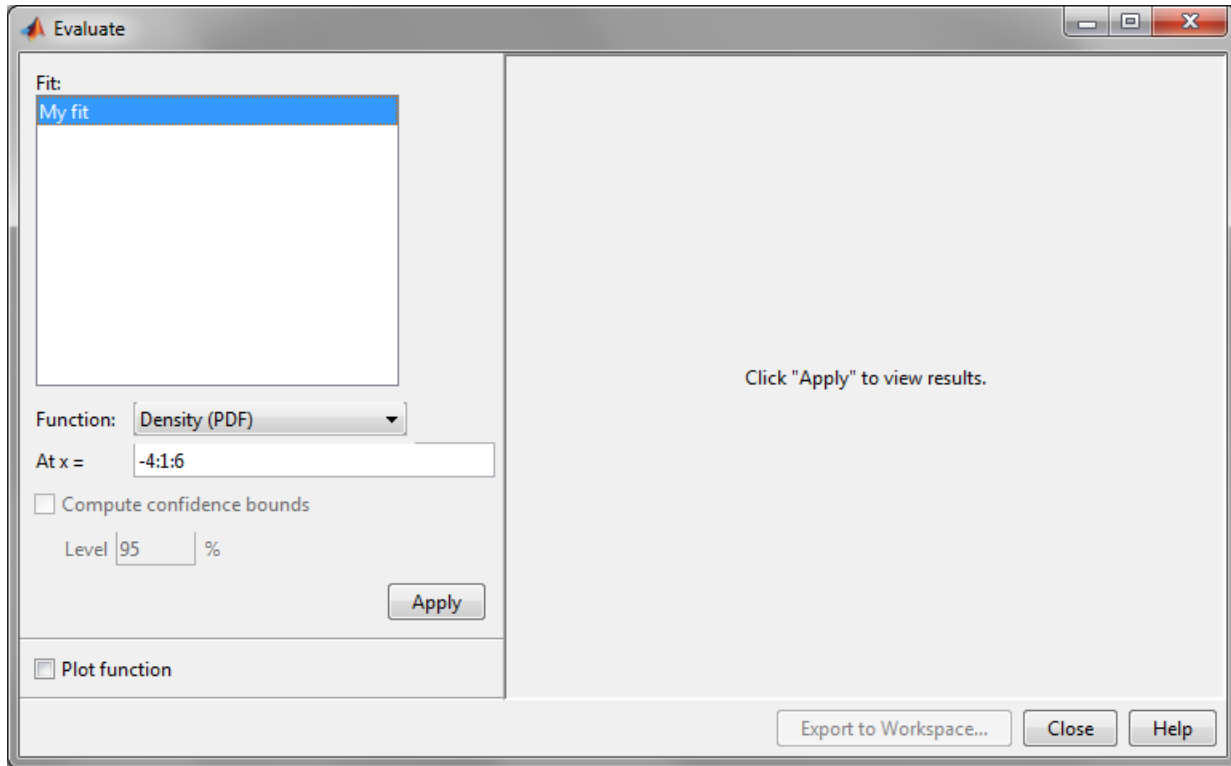 Evaluate
Fit:
My fit
Function: Density (PDF)
At x = -4:1:6
Compute confidence bounds
Level 95 %
Apply
Plot function
Click "Apply" to view results.
Export to Workspace... Close Help